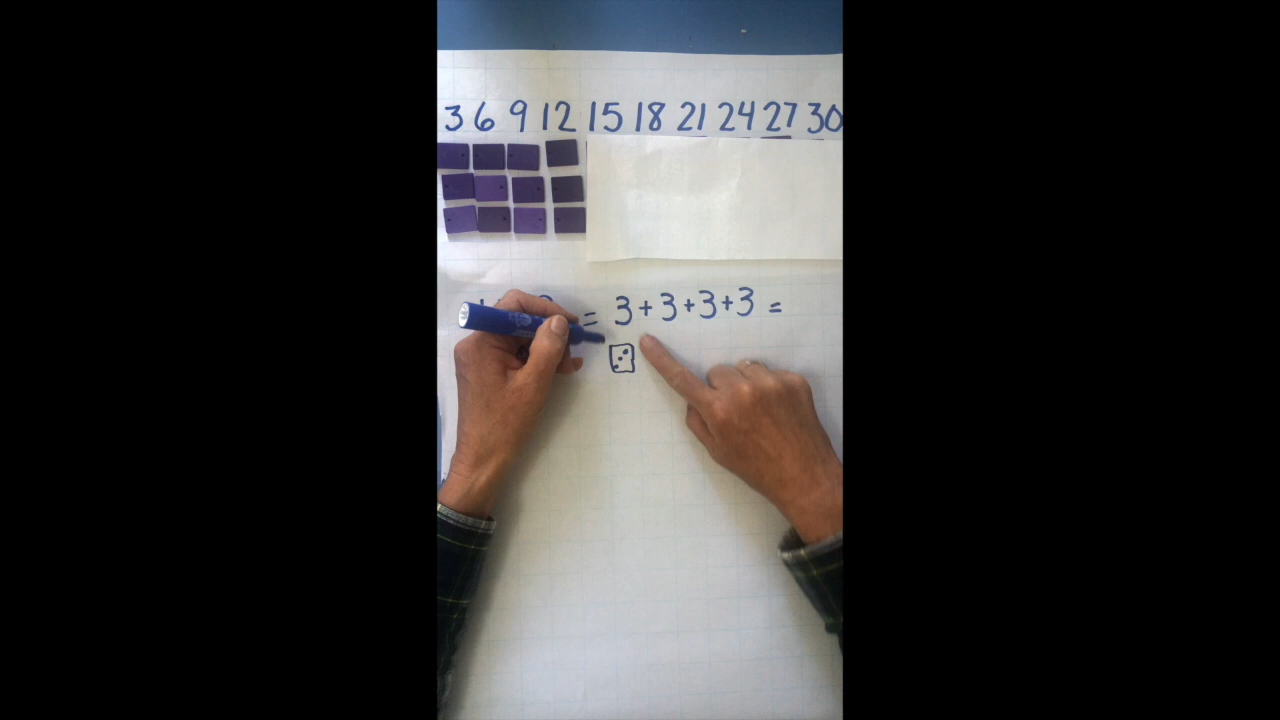 3 6 9 12 15 18 21 24 27 30
= 3 + 3 + 3 + 3 =